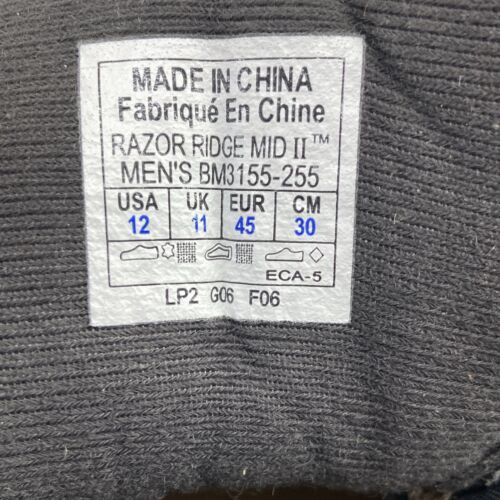 MADE IN CHINA
Fabriqué En Chine
RAZOR RIDGE MID II™
MEN'S BM3155-255
USA UK EUR CM
12 11 45 30
ECA-5
LP2 G06 F06